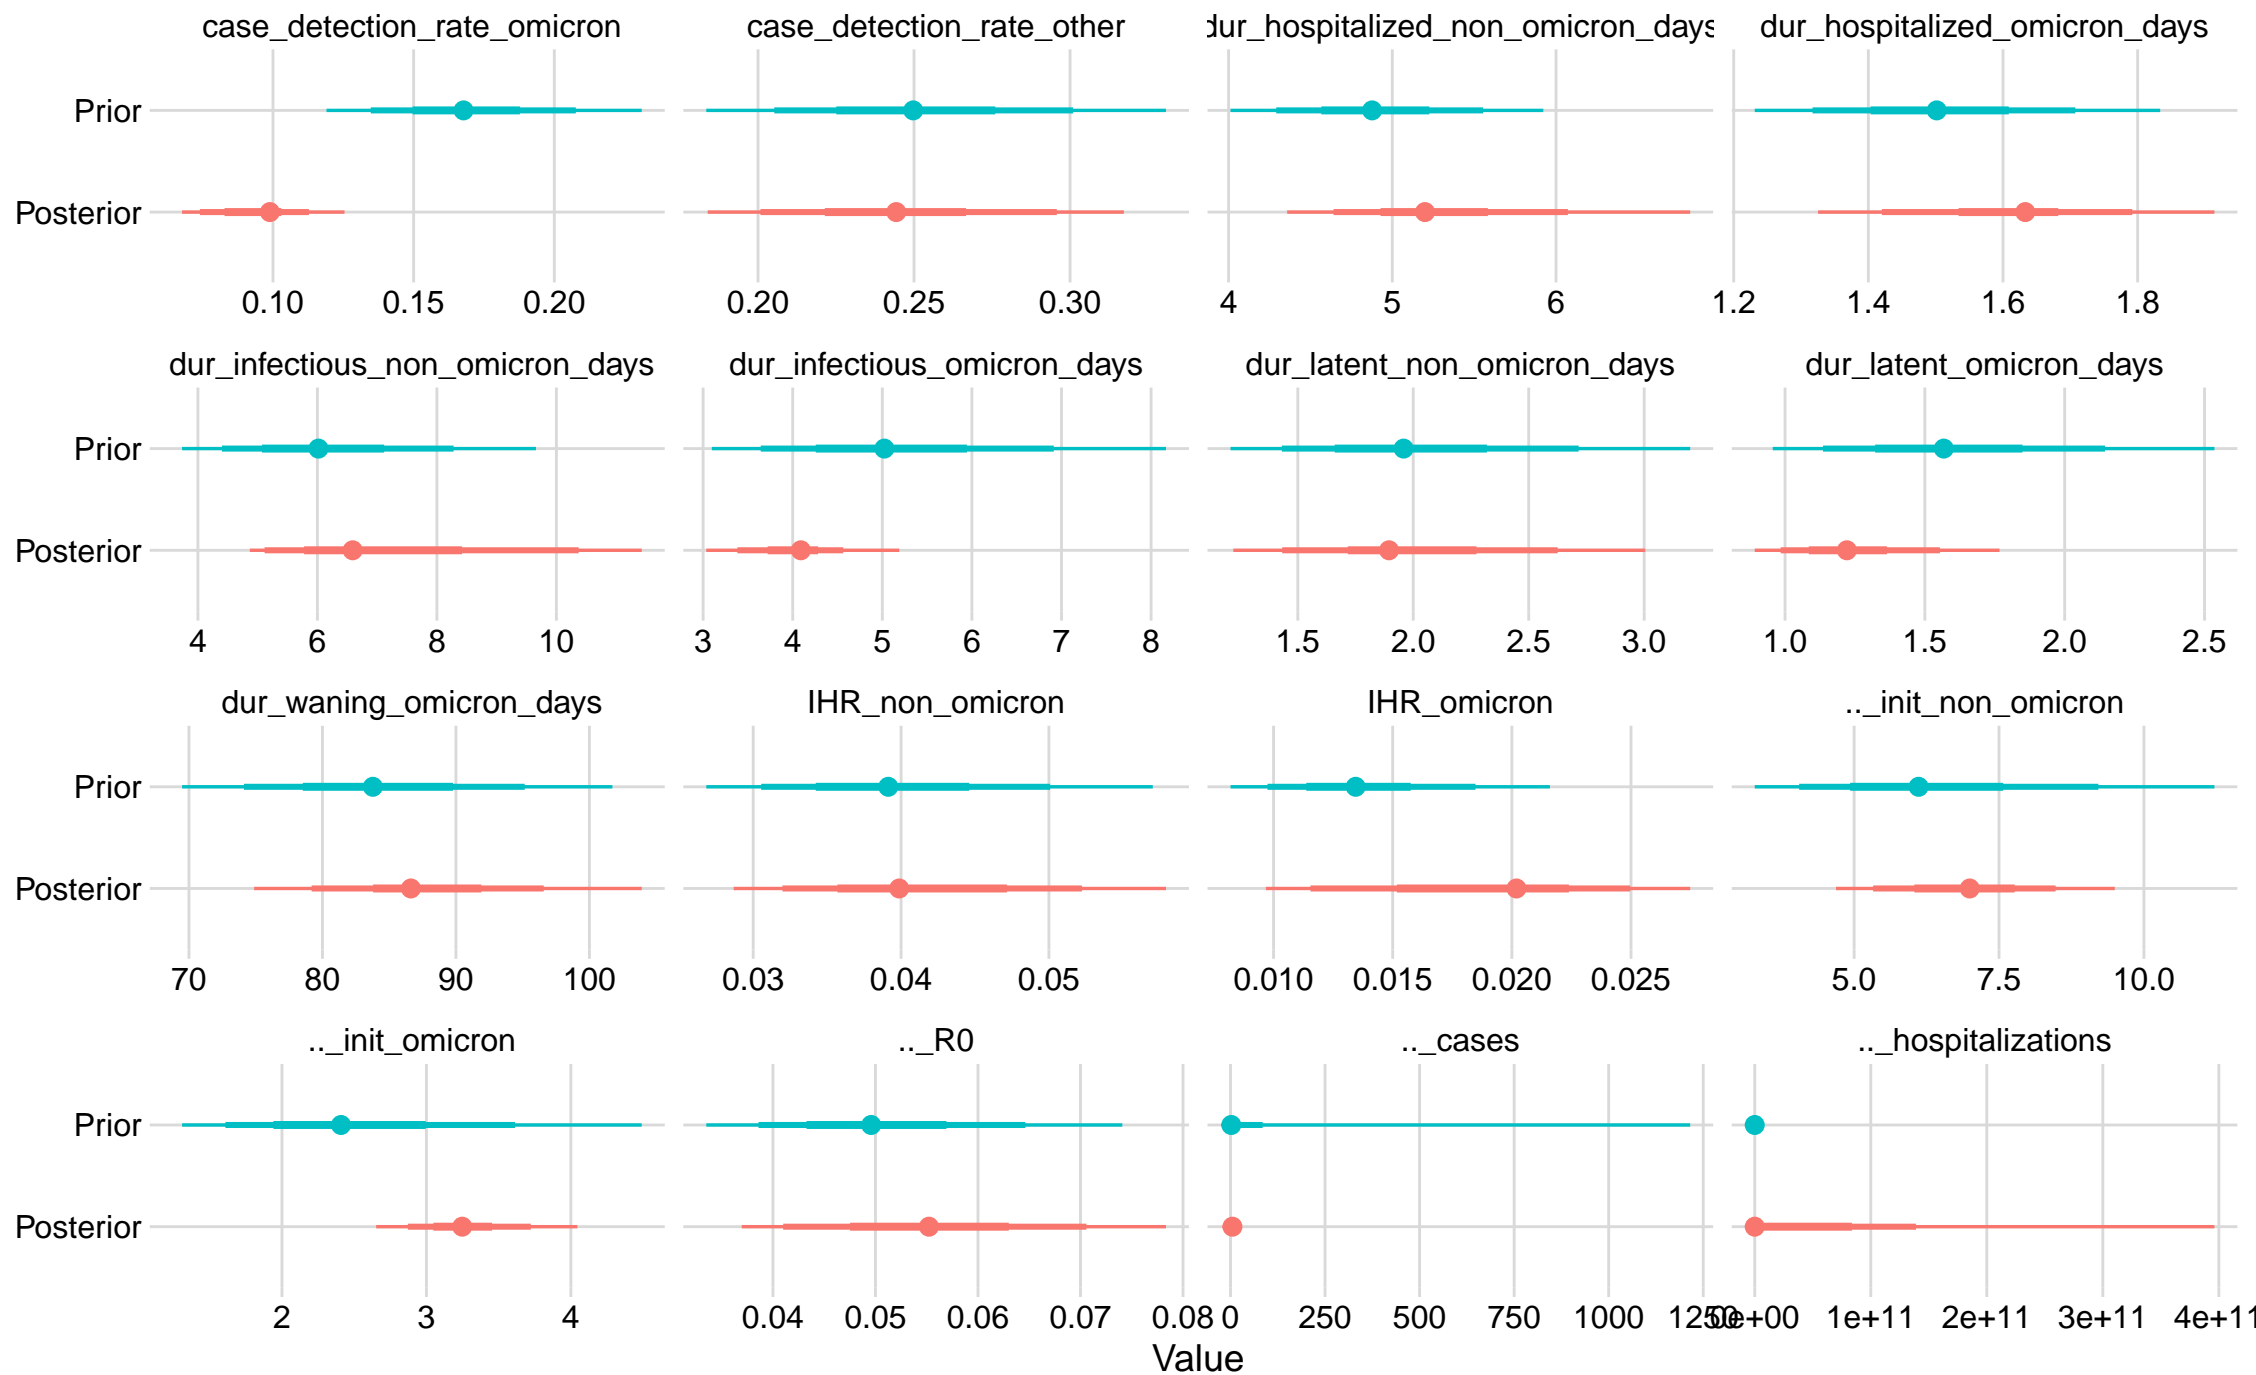 case_detection_rate_omicron case_detection_rate_other dur_hospitalized_non_omicron_days dur_hospitalized_omicron_days
Prior
Posterior
0.10 0.15 0.20 0.20 0.25 0.30 4 5 6 1.2 1.4 1.6 1.8
dur_infectious_non_omicron_days dur_infectious_omicron_days dur_latent_non_omicron_days dur_latent_omicron_days
Prior
Posterior
4 6 8 10 3 4 5 6 7 8 1.5 2.0 2.5 3.0 1.0 1.5 2.0 2.5
dur_waning_omicron_days IHR_non_omicron IHR_omicron .._init_non_omicron
Prior
Posterior
70 80 90 100 0.03 0.04 0.05 0.010 0.015 0.020 0.025 5.0 7.5 10.0
.._init_omicron .._R0 .._cases .._hospitalizations
Prior
Posterior
2 3 4 0.04 0.05 0.06 0.07 0.08 0 250 500 750 1000 1250 0e+00 1e+11 2e+11 3e+11 4e+11
Value